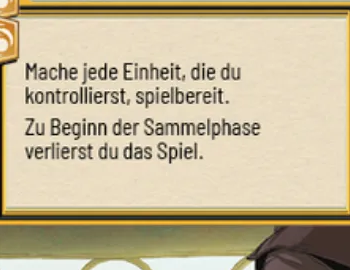 Mache jede Einheit, die du
kontrollierst, spielbereit.
Zu Beginn der Sammelphase
verlierst du das Spiel.